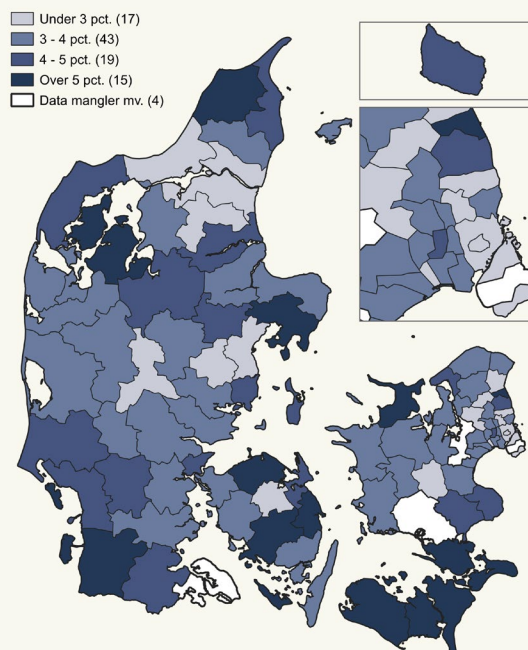 Under 3 pct. (17)
3 - 4 pct. (43)
4 - 5 pct. (19)
Over 5 pct. (15)
Data mangler mv. (4)